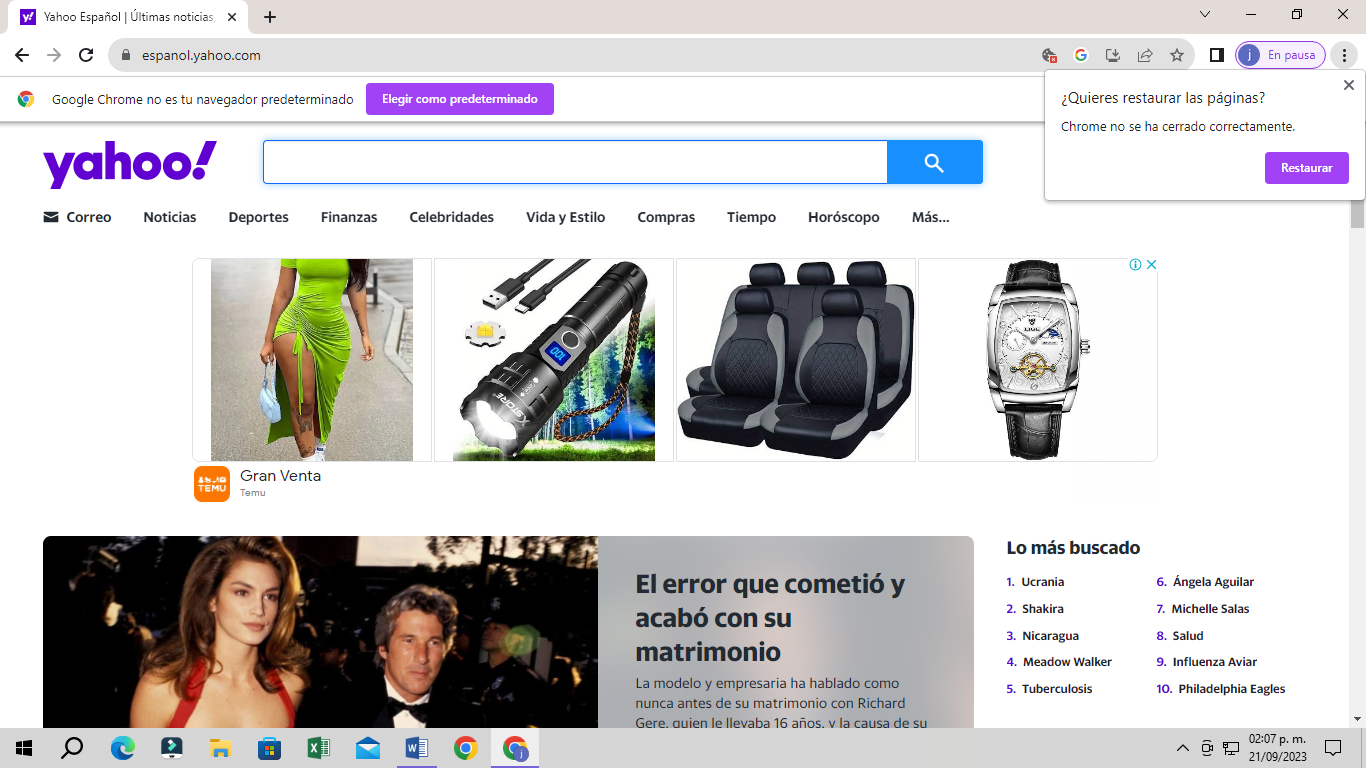 Yahoo Español | Últimas noticias,
espanol.yahoo.com
j
En pausa
Google Chrome no es tu navegador predeterminado
Elegir como predeterminado
¿Quieres restaurar las páginas?
Chrome no se ha cerrado correctamente.
Restaurar
yahoo!
Correo
Noticias
Deportes
Finanzas
Celebridades
Vida y Estilo
Compras
Tiempo
Horóscopo
Más...
XSTORE
100
LIGE
TEMU
Gran Venta
Temu
El error que cometió y
acabó con su
matrimonio
La modelo y empresaria ha hablado como
nunca antes de su matrimonio con Richard
Gere, quien le llevaba 16 años, y la causa de su
Lo más buscado
1. Ucrania
2. Shakira
3. Nicaragua
4. Meadow Walker
5. Tuberculosis
6. Ángela Aguilar
7. Michelle Salas
8. Salud
9. Influenza Aviar
10. Philadelphia Eagles
02:07 p. m.
21/09/2023